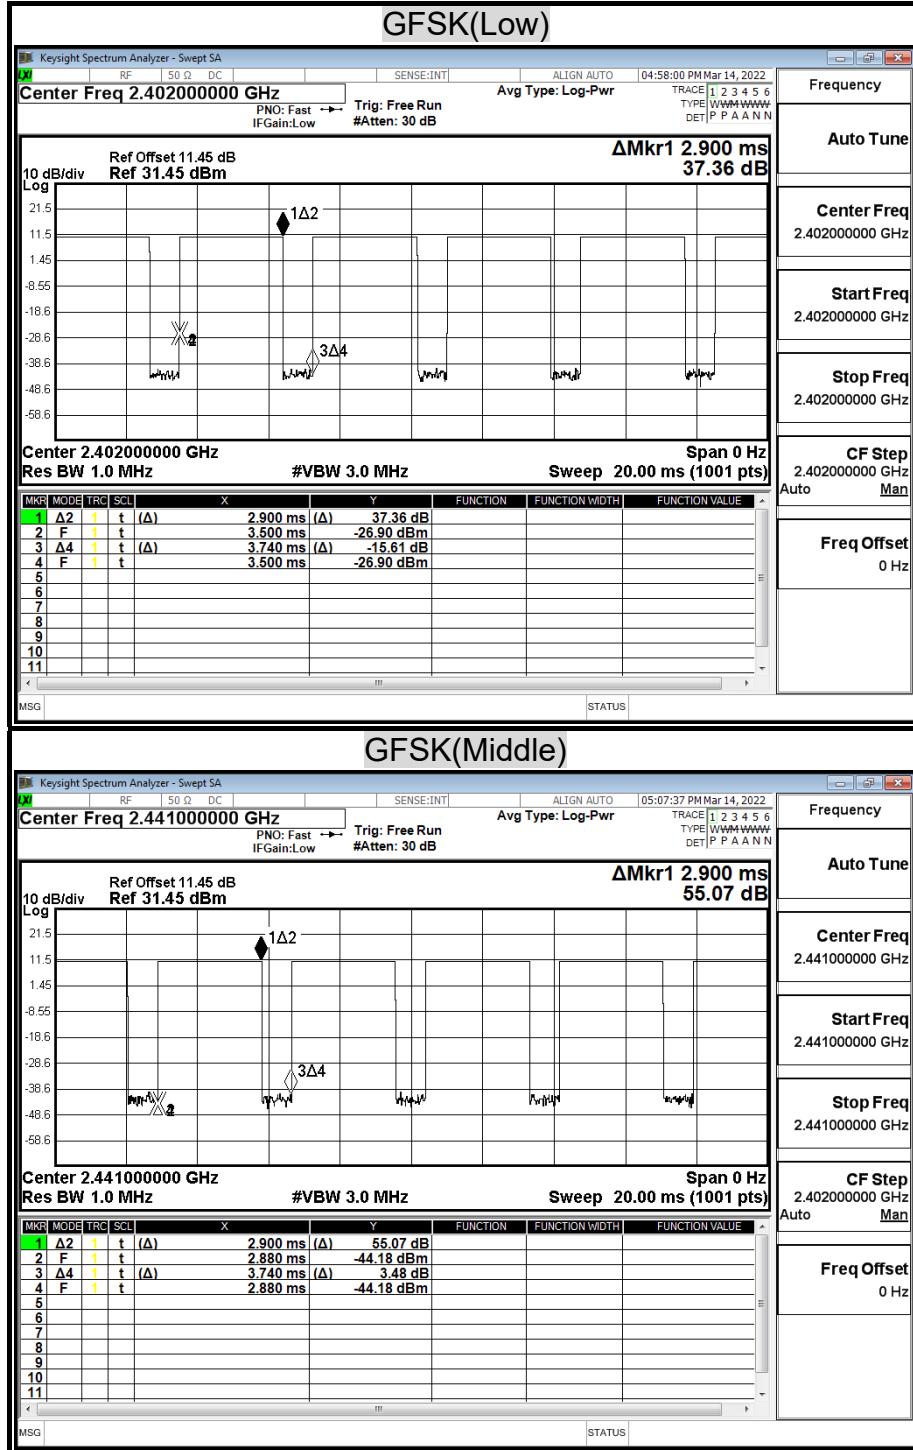 GFSK(Low)
Keysight Spectrum Analyzer - Swept SA
LXI RF 50 Ω DC SENSE:INT ALIGN AUTO 04:58:00 PM Mar 14, 2022
Center Freq 2.402000000 GHz
PNO: Fast
IFGain:Low
Trig: Free Run
#Atten: 30 dB
Avg Type: Log-Pwr
TRACE 1 2 3 4 5 6
TYPE WWMWWWW
DET P P A A N N
Frequency
Auto Tune
Center Freq
2.402000000 GHz
Start Freq
2.402000000 GHz
Stop Freq
2.402000000 GHz
CF Step
2.402000000 GHz
Auto Man
Freq Offset
0 Hz
ΔMkr1 2.900 ms
37.36 dB
Ref Offset 11.45 dB
10 dB/div Ref 31.45 dBm
Log
21.5
11.5
1.45
-8.55
-18.6
-28.6
-38.6
-48.6
-58.6
1Δ2
3Δ4
Center 2.402000000 GHz Span 0 Hz
Res BW 1.0 MHz #VBW 3.0 MHz Sweep 20.00 ms (1001 pts)
MKR MODE TRC SCL X Y FUNCTION FUNCTION WIDTH FUNCTION VALUE
1 Δ2 1 t (Δ) 2.900 ms (Δ) 37.36 dB
2 F 1 t 3.500 ms -26.90 dBm
3 Δ4 1 t (Δ) 3.740 ms (Δ) -15.61 dB
4 F 1 t 3.500 ms -26.90 dBm
5
6
7
8
9
10
11
MSG STATUS
GFSK(Middle)
Keysight Spectrum Analyzer - Swept SA
LXI RF 50 Ω DC SENSE:INT ALIGN AUTO 05:07:37 PM Mar 14, 2022
Center Freq 2.441000000 GHz
PNO: Fast
IFGain:Low
Trig: Free Run
#Atten: 30 dB
Avg Type: Log-Pwr
TRACE 1 2 3 4 5 6
TYPE WWMWWWW
DET P P A A N N
Frequency
Auto Tune
Center Freq
2.441000000 GHz
Start Freq
2.441000000 GHz
Stop Freq
2.441000000 GHz
CF Step
2.402000000 GHz
Auto Man
Freq Offset
0 Hz
ΔMkr1 2.900 ms
55.07 dB
Ref Offset 11.45 dB
10 dB/div Ref 31.45 dBm
Log
21.5
11.5
1.45
-8.55
-18.6
-28.6
-38.6
-48.6
-58.6
1Δ2
3Δ4
Center 2.441000000 GHz Span 0 Hz
Res BW 1.0 MHz #VBW 3.0 MHz Sweep 20.00 ms (1001 pts)
MKR MODE TRC SCL X Y FUNCTION FUNCTION WIDTH FUNCTION VALUE
1 Δ2 1 t (Δ) 2.900 ms (Δ) 55.07 dB
2 F 1 t 2.880 ms -44.18 dBm
3 Δ4 1 t (Δ) 3.740 ms (Δ) 3.48 dB
4 F 1 t 2.880 ms -44.18 dBm
5
6
7
8
9
10
11
MSG STATUS